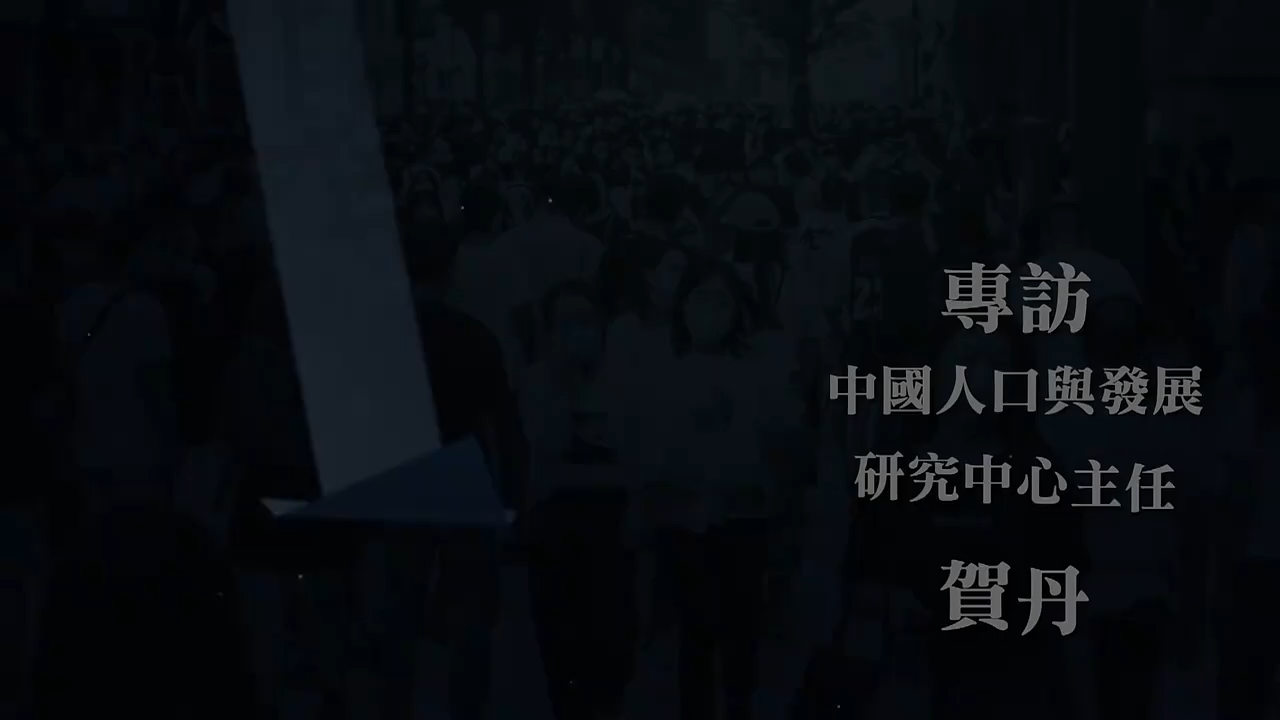 專訪
中國人口與發展
研究中心主任
賀丹